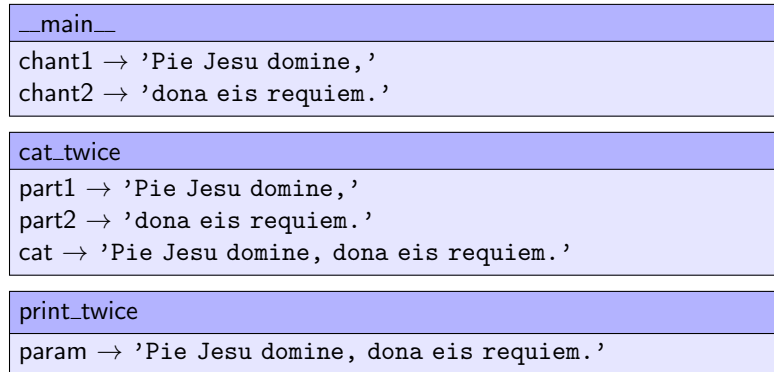 __main__
chant1 → ’Pie Jesu domine,’
chant2 → ’dona eis requiem.’
cat_twice
part1 → ’Pie Jesu domine,’
part2 → ’dona eis requiem.’
cat → ’Pie Jesu domine, dona eis requiem.’
print_twice
param → ’Pie Jesu domine, dona eis requiem.’